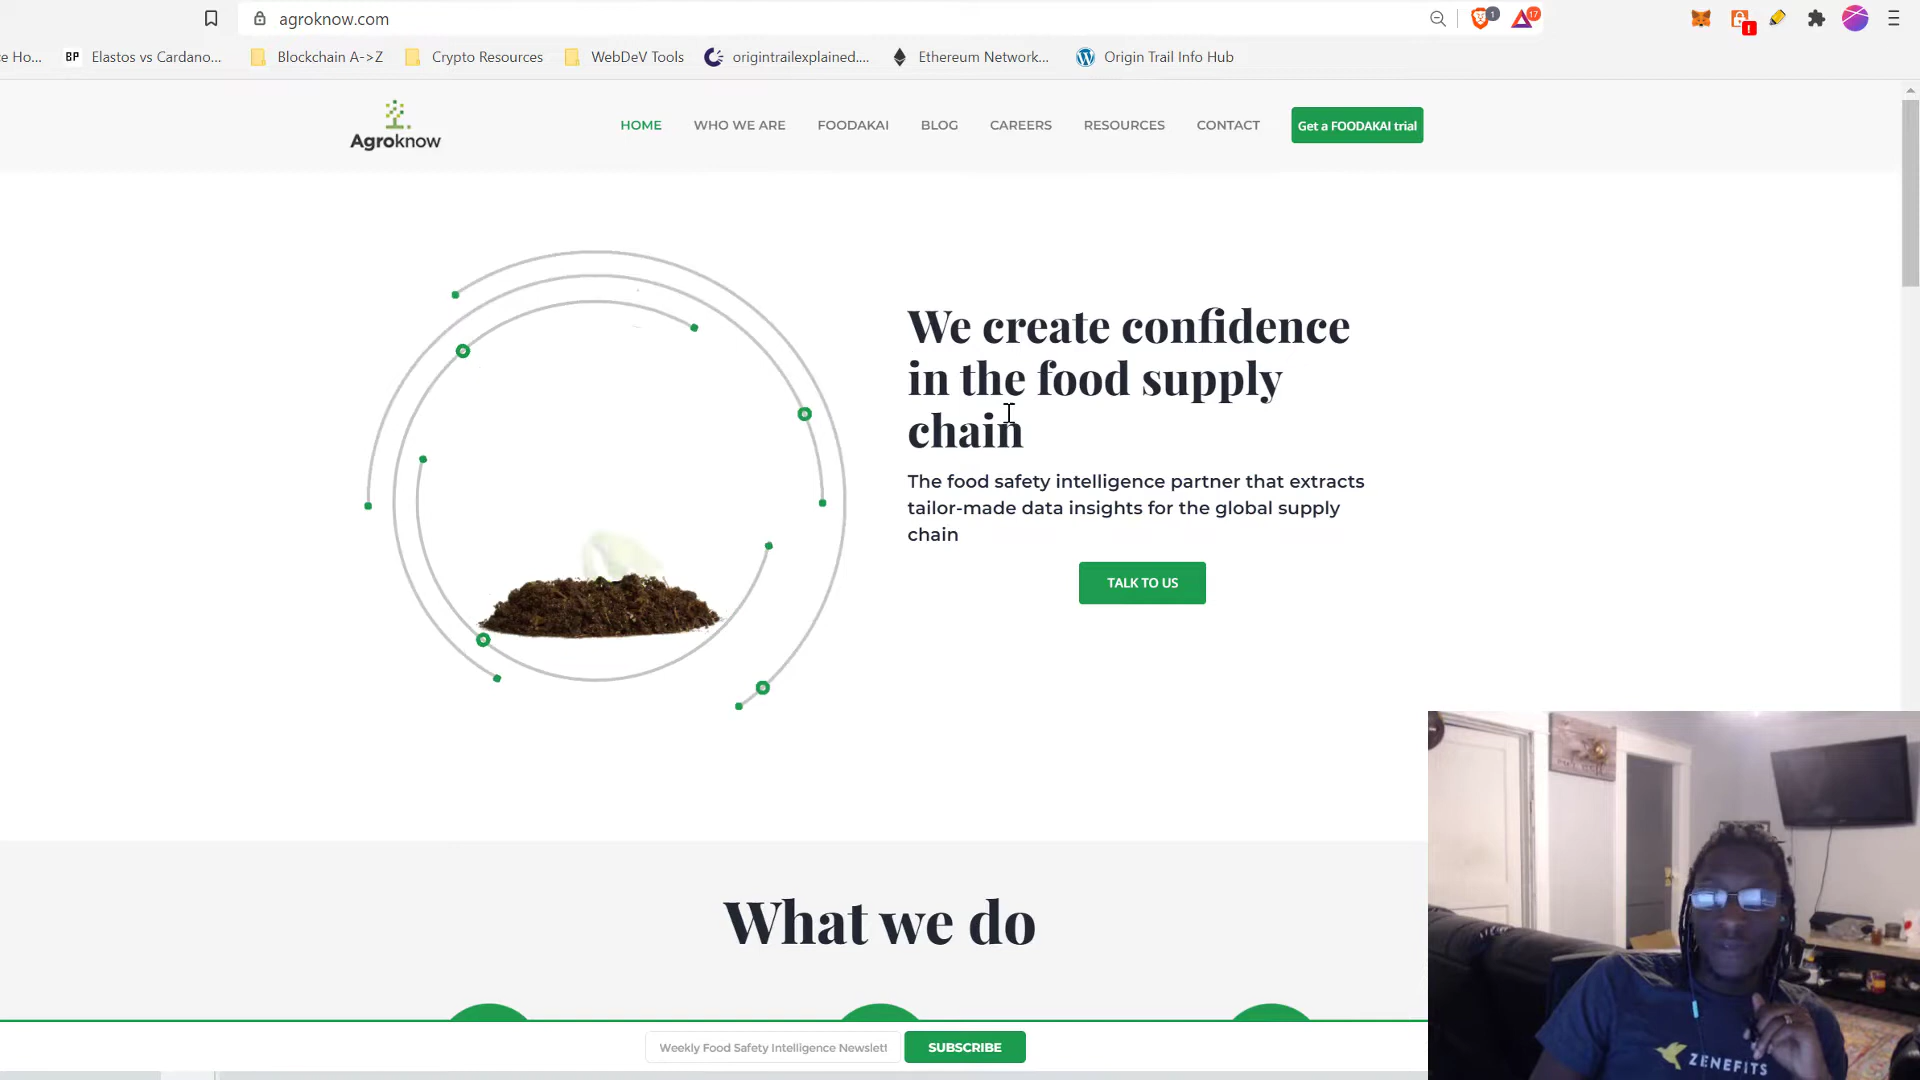 agroknow.com
1
17
!
ce Ho...
BP Elastos vs Cardano...
Blockchain A->Z
Crypto Resources
WebDeV Tools
origintrailexplained....
Ethereum Network...
Origin Trail Info Hub
Agroknow
HOME
WHO WE ARE
FOODAKAI
BLOG
CAREERS
RESOURCES
CONTACT
Get a FOODAKAI trial
We create confidence
in the food supply
chain
The food safety intelligence partner that extracts
tailor-made data insights for the global supply
chain
TALK TO US
What we do
Weekly Food Safety Intelligence Newslett
SUBSCRIBE
ZENEFITS